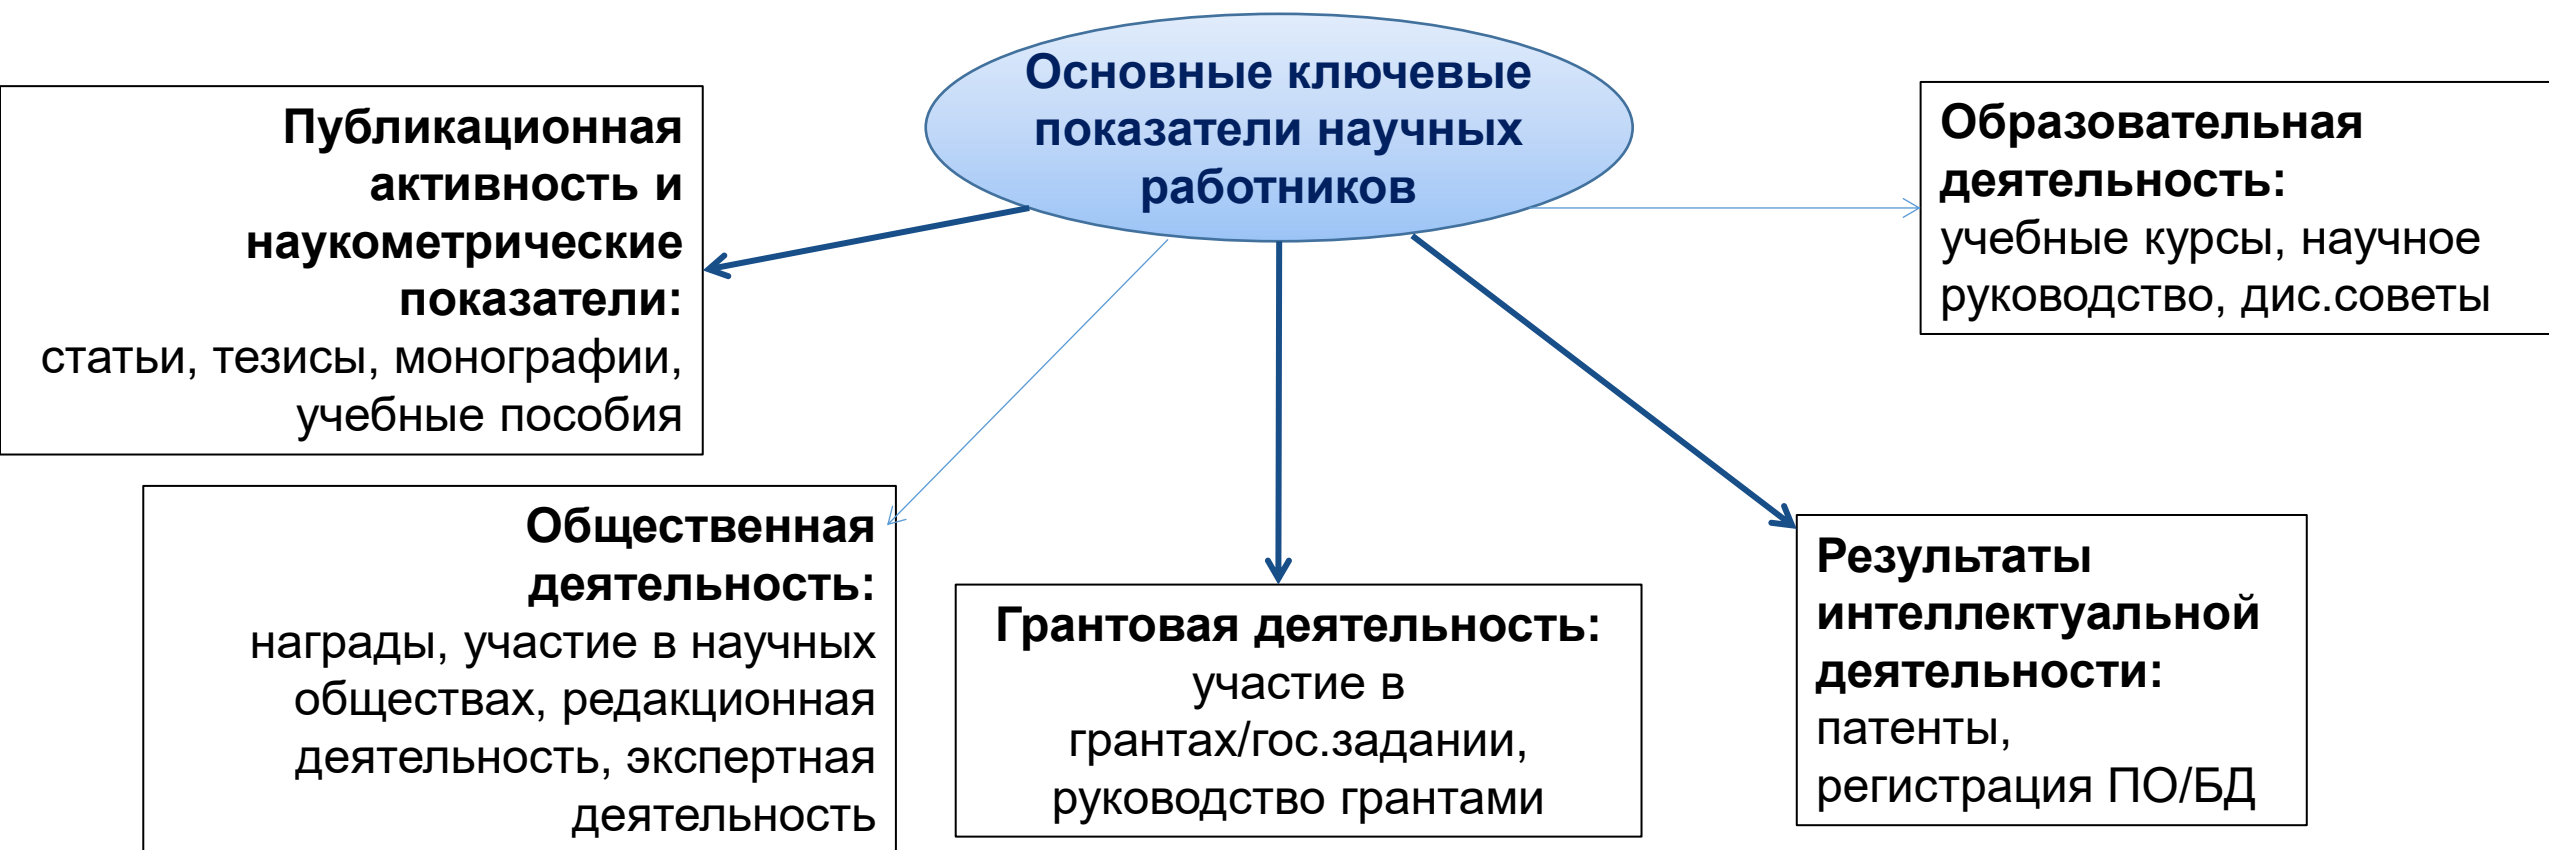 Основные ключевые
показатели научных
работников
Публикационная
активность и
наукометрические
показатели:
статьи, тезисы, монографии,
учебные пособия
Образовательная
деятельность:
учебные курсы, научное
руководство, дис.советы
Общественная
деятельность:
награды, участие в научных
обществах, редакционная
деятельность, экспертная
деятельность
Грантовая деятельность:
участие в
грантах/гос.задании,
руководство грантами
Результаты
интеллектуальной
деятельности:
патенты,
регистрация ПО/БД